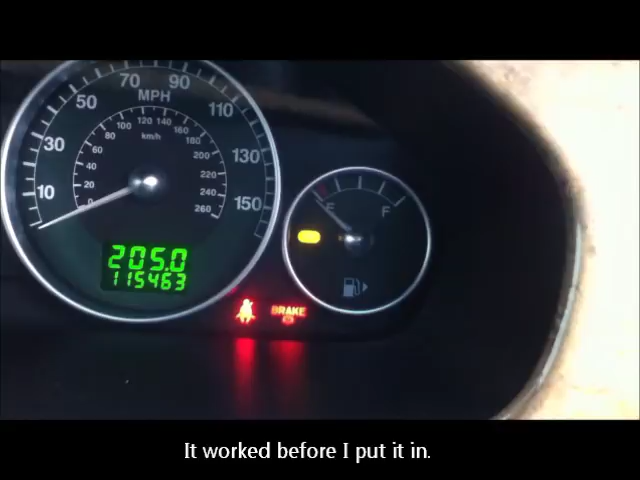 70 90
MPH
50 110
30 130
10 150
120 140
100 160
80 km/h 180
60 200
40 220
20 240
0 260
205.0
115463
E F
BRAKE
It worked before I put it in.